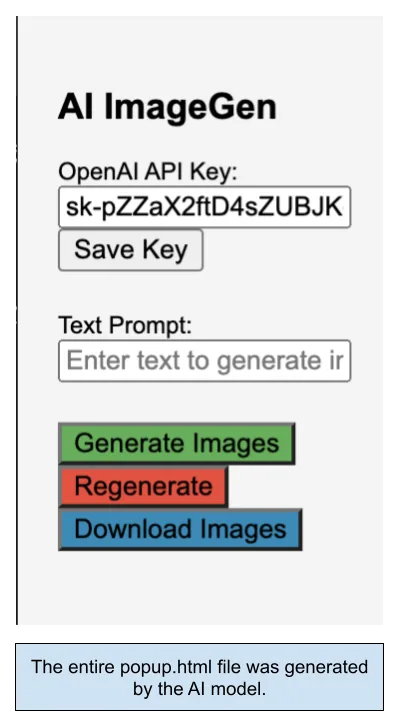 AI ImageGen
OpenAI API Key:
sk-pZZaX2ftD4sZUBJK
Save Key
Text Prompt:
Enter text to generate ir
Generate Images
Regenerate
Download Images
The entire popup.html file was generated
by the AI model.